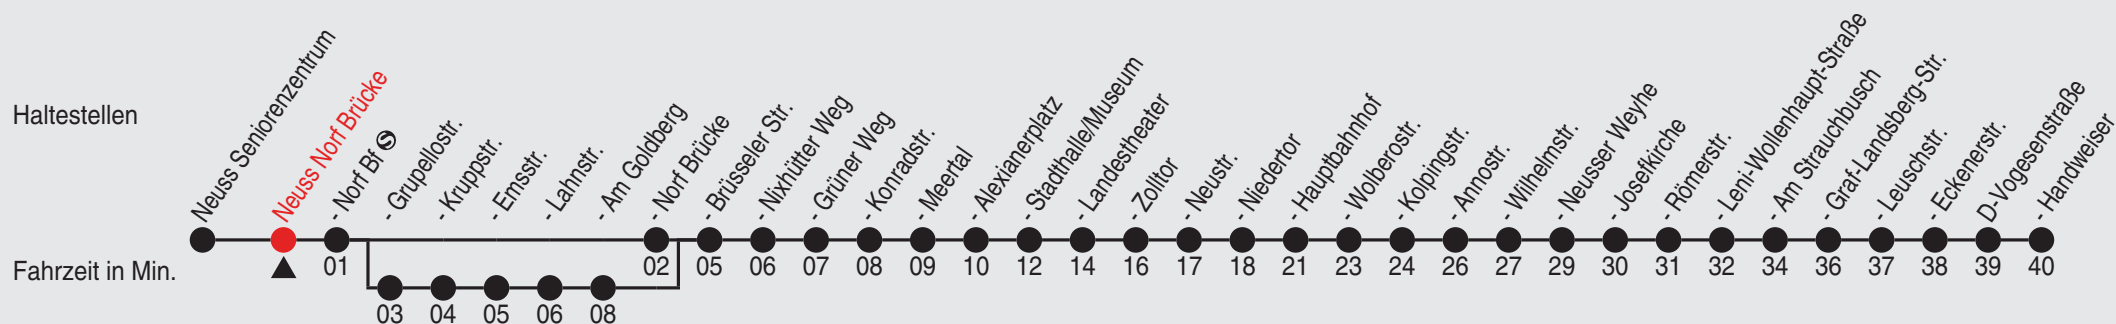 Haltestellen
Neuss Seniorenzentrum
Neuss Norf Brücke
- Norf Bf S
- Grupellostr.
- Kruppstr.
- Emsstr.
- Lahnstr.
- Am Goldberg
- Norf Brücke
- Brüsseler Str.
- Nixhütter Weg
- Grüner Weg
- Konradstr.
- Meertal
- Alexianerplatz
- Stadthalle/Museum
- Landestheater
- Zolltor
- Neustr.
- Niedertor
- Hauptbahnhof
- Wolberostr.
- Kolpingstr.
- Annostr.
- Wilhelmstr.
- Neusser Weyhe
- Josefkirche
- Römerstr.
- Leni-Wollenhaupt-Straße
- Am Strauchbusch
- Graf-Landsberg-Str.
- Leuschstr.
- Eckenerstr.
D-Vogesenstraße
- Handweiser
Fahrzeit in Min.
01 02 05 06 07 08 09 10 12 14 16 17 18 21 23 24 26 27 29 30 31 32 34 36 37 38 39 40
03 04 05 06 08